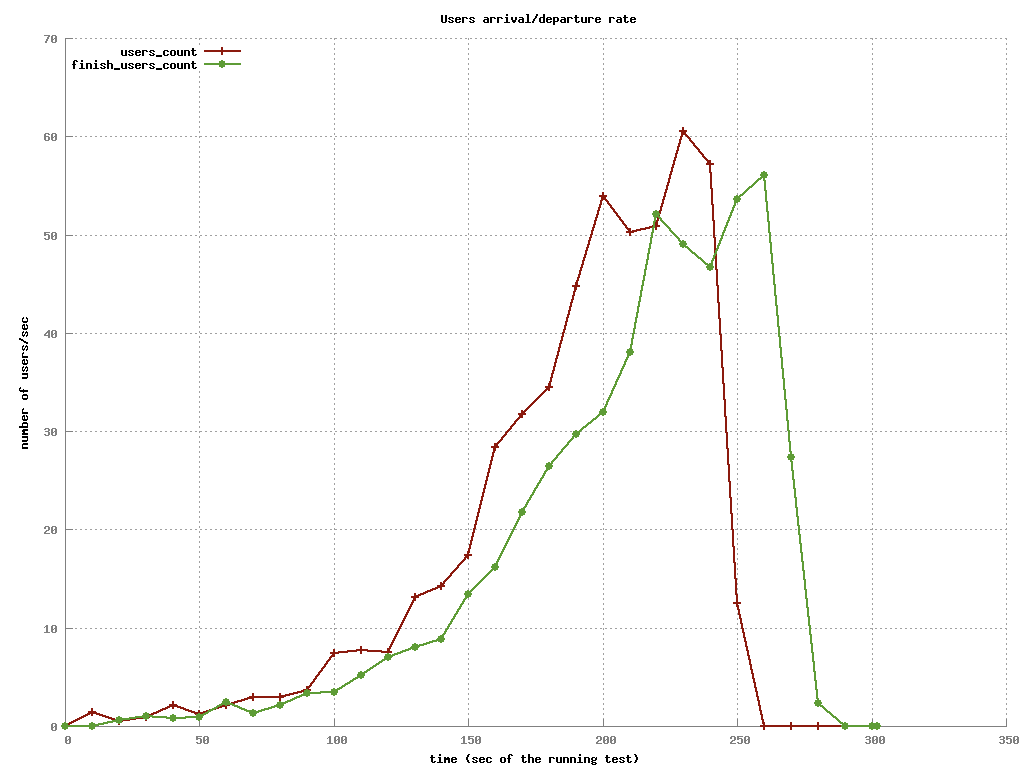 Users arrival/departure rate
users_count
finish_users_count
70
60
50
40
30
20
10
0
number of users/sec
0 50 100 150 200 250 300 350
time (sec of the running test)